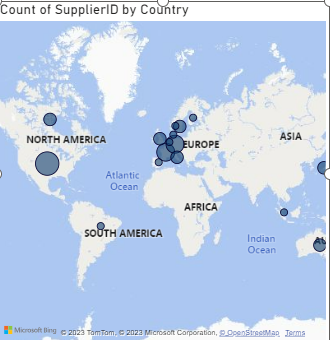 Count of SupplierID by Country
NORTH AMERICA
EUROPE
ASIA
Atlantic
Ocean
AFRICA
SOUTH AMERICA
Indian
Ocean
AU
Microsoft Bing © 2023 TomTom, © 2023 Microsoft Corporation, © OpenStreetMap Terms